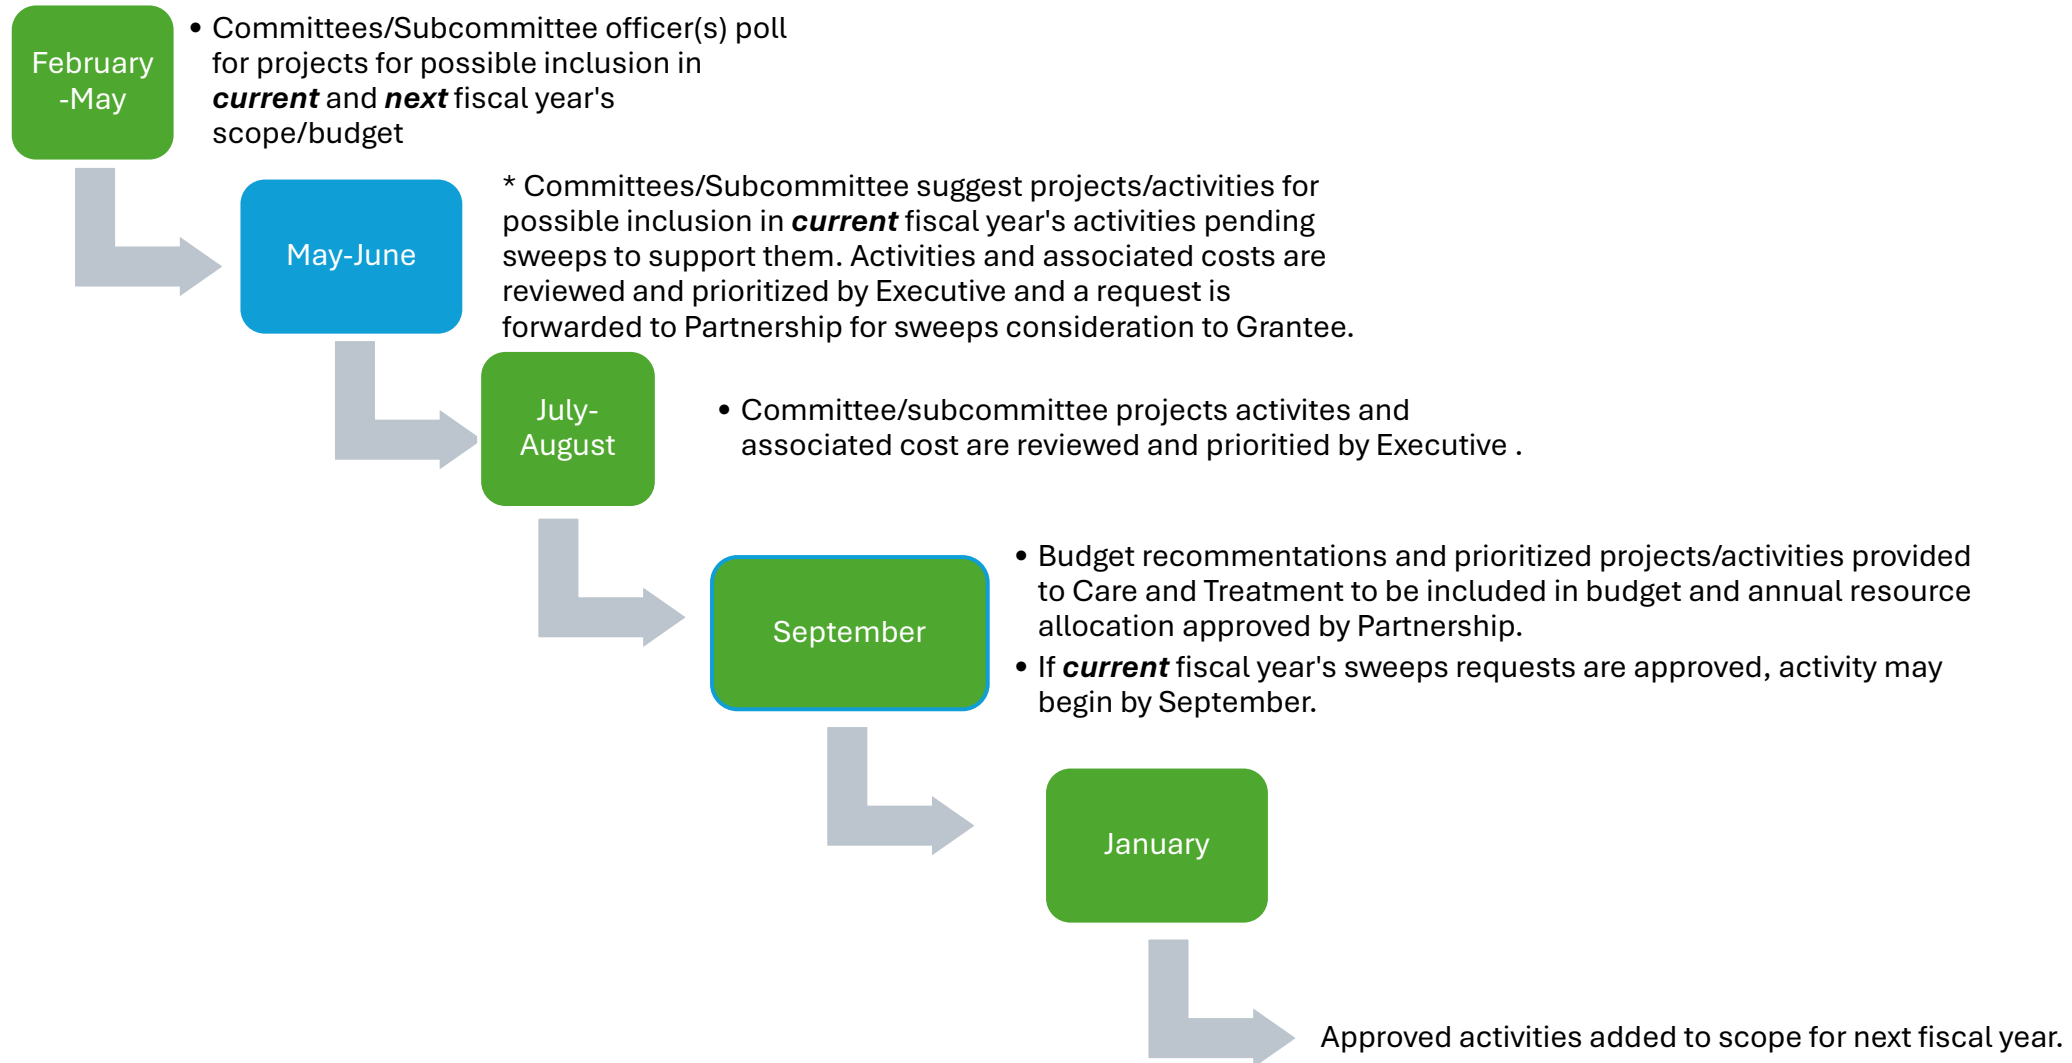 February
-May
• Committees/Subcommittee officer(s) poll
for projects for possible inclusion in
current and next fiscal year's
scope/budget
May-June
* Committees/Subcommittee suggest projects/activities for
possible inclusion in current fiscal year's activities pending
sweeps to support them. Activities and associated costs are
reviewed and prioritized by Executive and a request is
forwarded to Partnership for sweeps consideration to Grantee.
July-
August
• Committee/subcommittee projects activites and
associated cost are reviewed and prioritied by Executive .
September
• Budget recommentations and prioritized projects/activities provided
to Care and Treatment to be included in budget and annual resource
allocation approved by Partnership.
• If current fiscal year's sweeps requests are approved, activity may
begin by September.
January
Approved activities added to scope for next fiscal year.